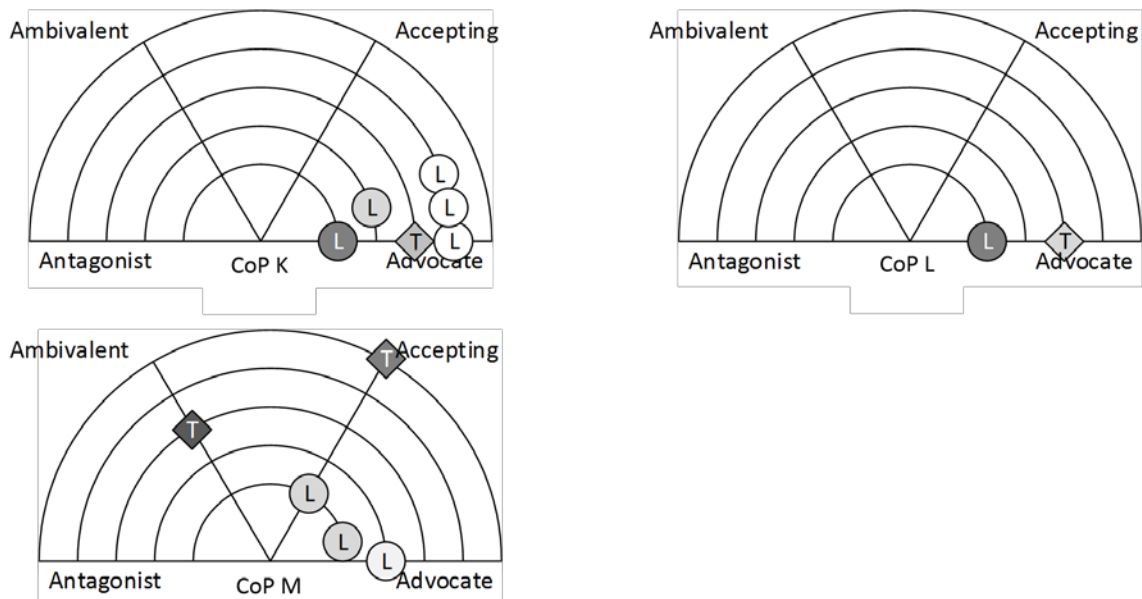 Ambivalent Accepting
L
L
L
L T L
Antagonist CoP K Advocate
Ambivalent Accepting
L T
Antagonist CoP L Advocate
Ambivalent T Accepting
T
L
L
L
Antagonist CoP M Advocate